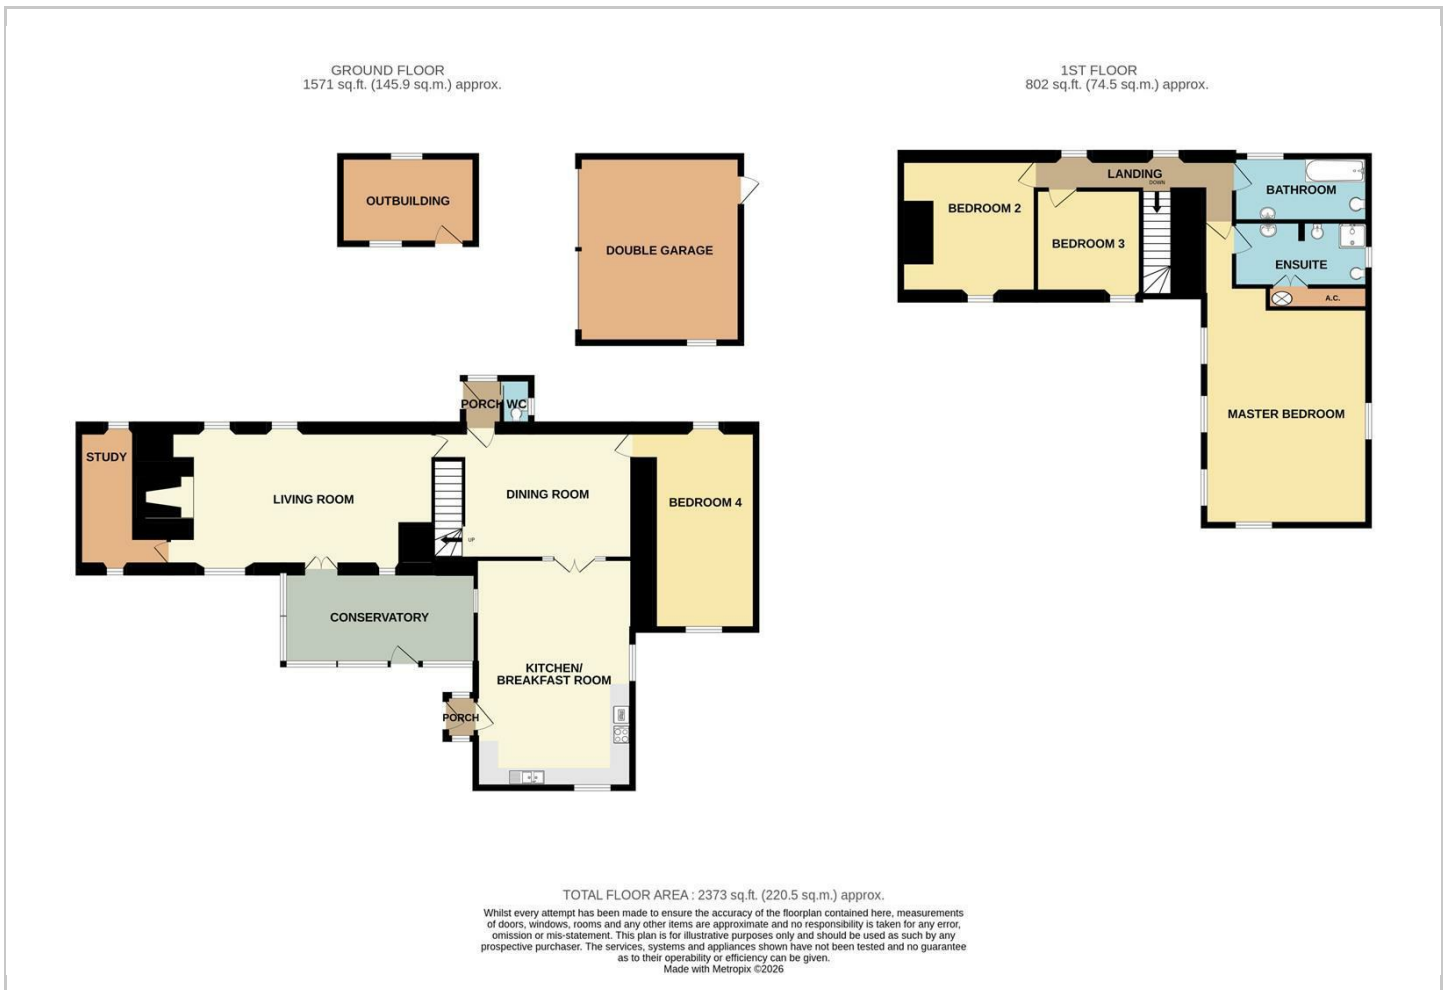 GROUND FLOOR
1571 sq.ft. (145.9 sq.m.) approx.
1ST FLOOR
802 sq.ft. (74.5 sq.m.) approx.
OUTBUILDING
DOUBLE GARAGE
LANDING
DOWN
BATHROOM
BEDROOM 2
BEDROOM 3
ENSUITE
A.C.
MASTER BEDROOM
PORCH
WC
STUDY
LIVING ROOM
DINING ROOM
UP
BEDROOM 4
CONSERVATORY
KITCHEN/
BREAKFAST ROOM
PORCH
TOTAL FLOOR AREA : 2373 sq.ft. (220.5 sq.m.) approx.
Whilst every attempt has been made to ensure the accuracy of the floorplan contained here, measurements
of doors, windows, rooms and any other items are approximate and no responsibility is taken for any error,
omission or mis-statement. This plan is for illustrative purposes only and should be used as such by any
prospective purchaser. The services, systems and appliances shown have not been tested and no guarantee
as to their operability or efficiency can be given.
Made with Metropix ©2026